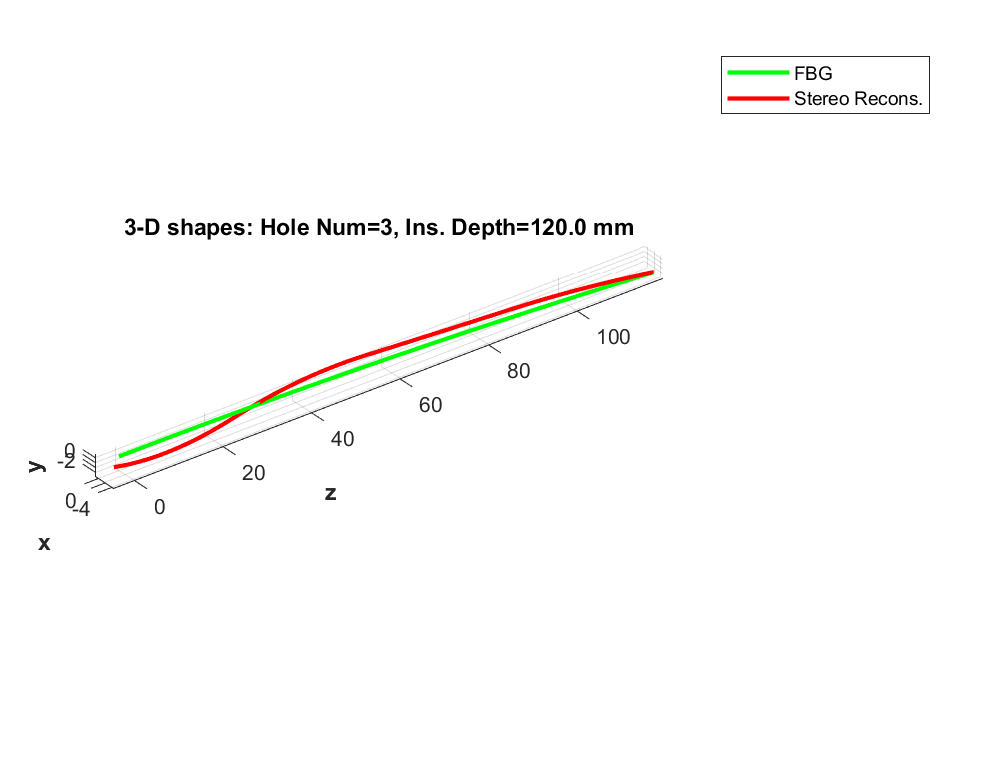 FBG
Stereo Recons.
3-D shapes: Hole Num=3, Ins. Depth=120.0 mm
100
80
60
40
20
0
z
0
-2
y
0
-4
x